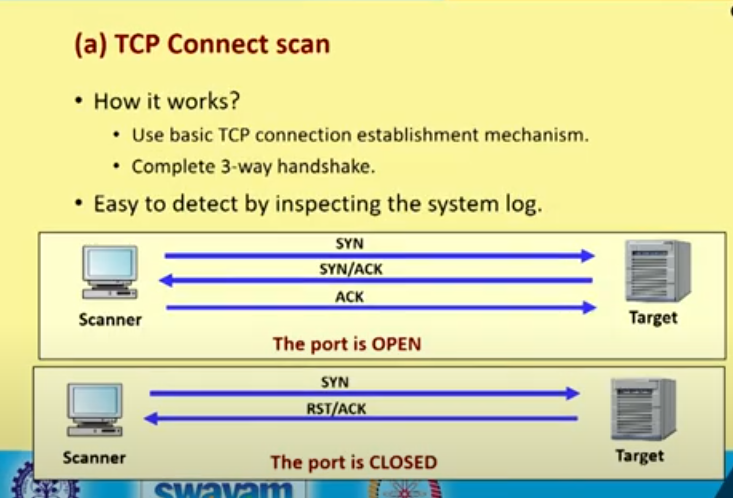 (a) TCP Connect scan
• How it works?
• Use basic TCP connection establishment mechanism.
• Complete 3-way handshake.
• Easy to detect by inspecting the system log.
SYN
SYN/ACK
ACK
Scanner
Target
The port is OPEN
SYN
RST/ACK
Scanner
Target
The port is CLOSED
swayam